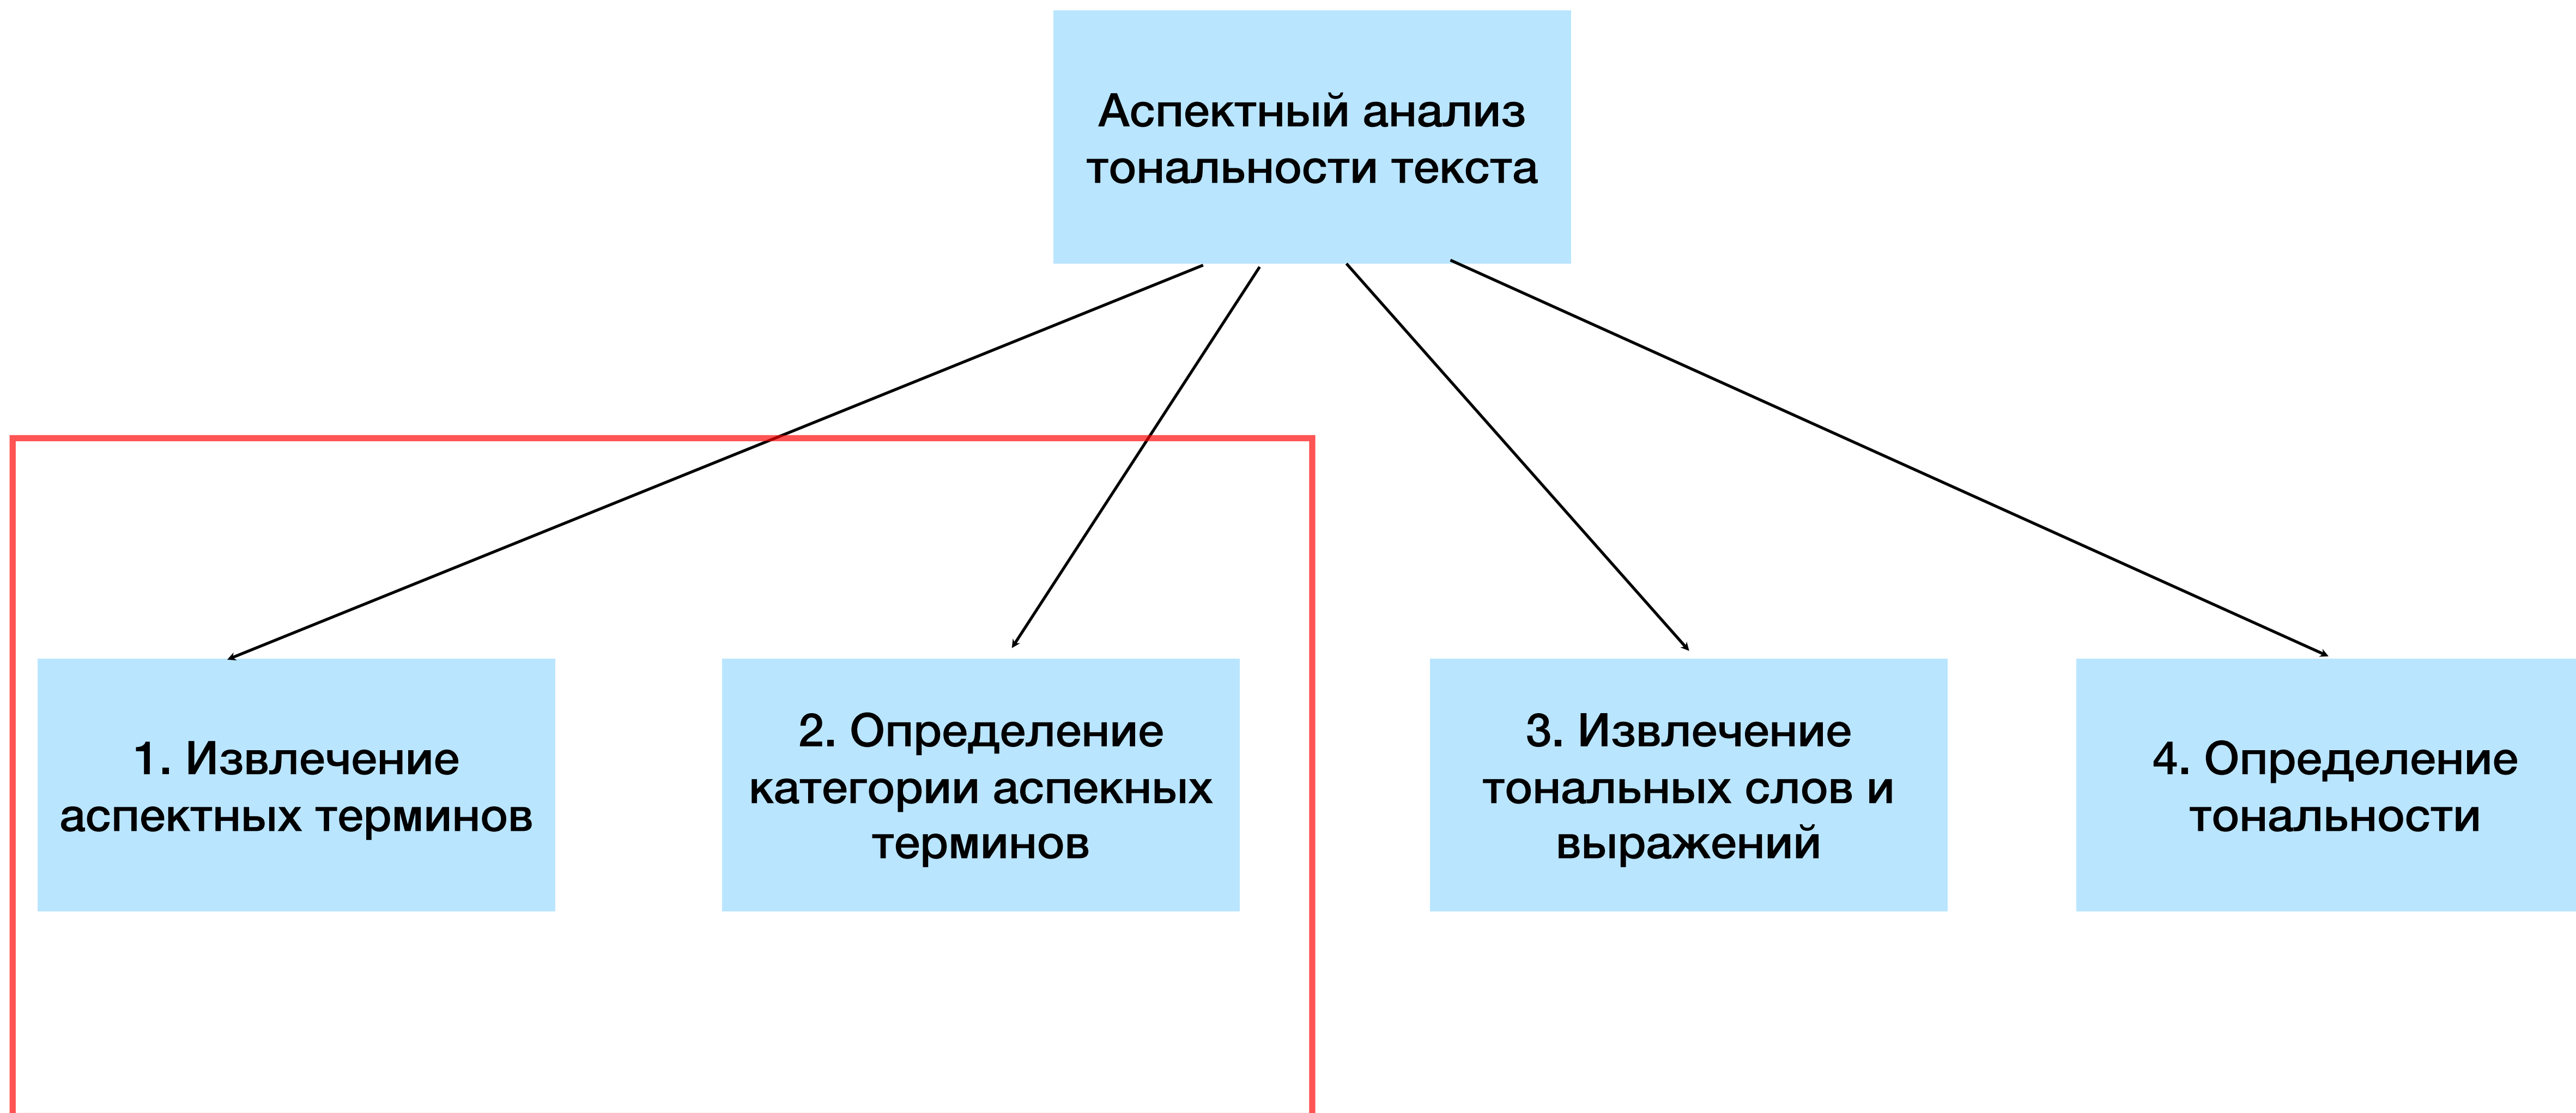 Аспектный анализ
тональности текста
1. Извлечение
аспектных терминов
2. Определение
категории аспекных
терминов
3. Извлечение
тональных слов и
выражений
4. Определение
тональности